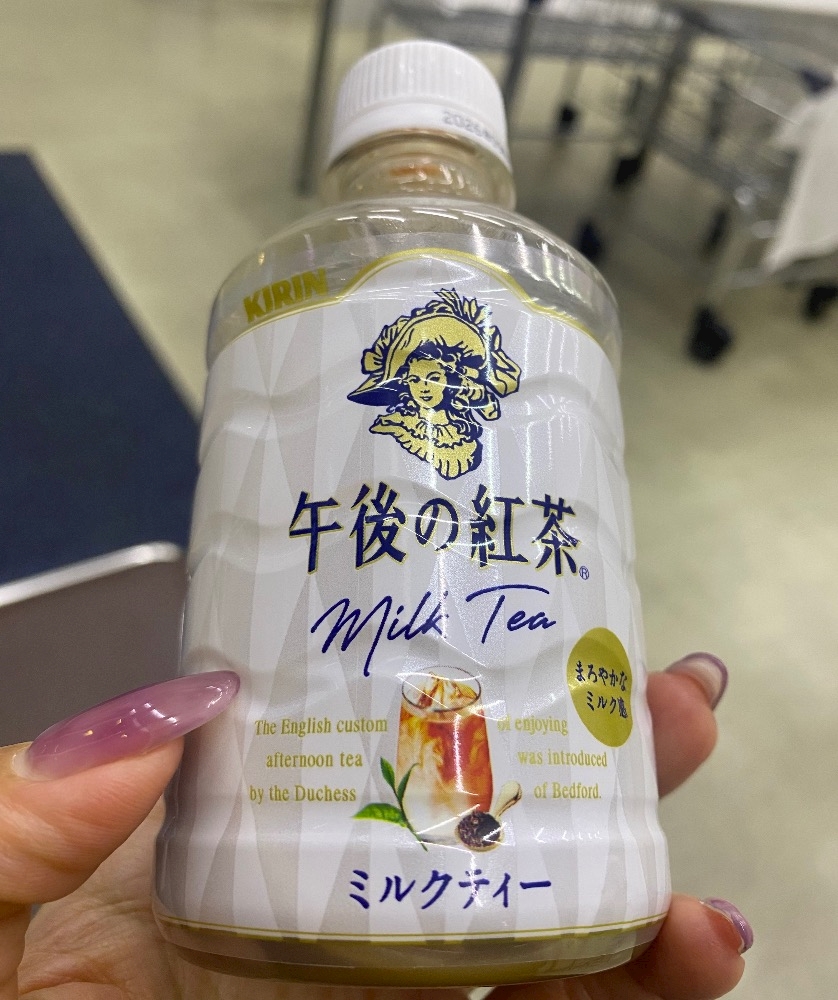 KIRIN
午後の紅茶®
Milk Tea
まろやかな
ミルク感
The English custom of enjoying
afternoon tea was introduced
by the Duchess of Bedford.
ミルクティー